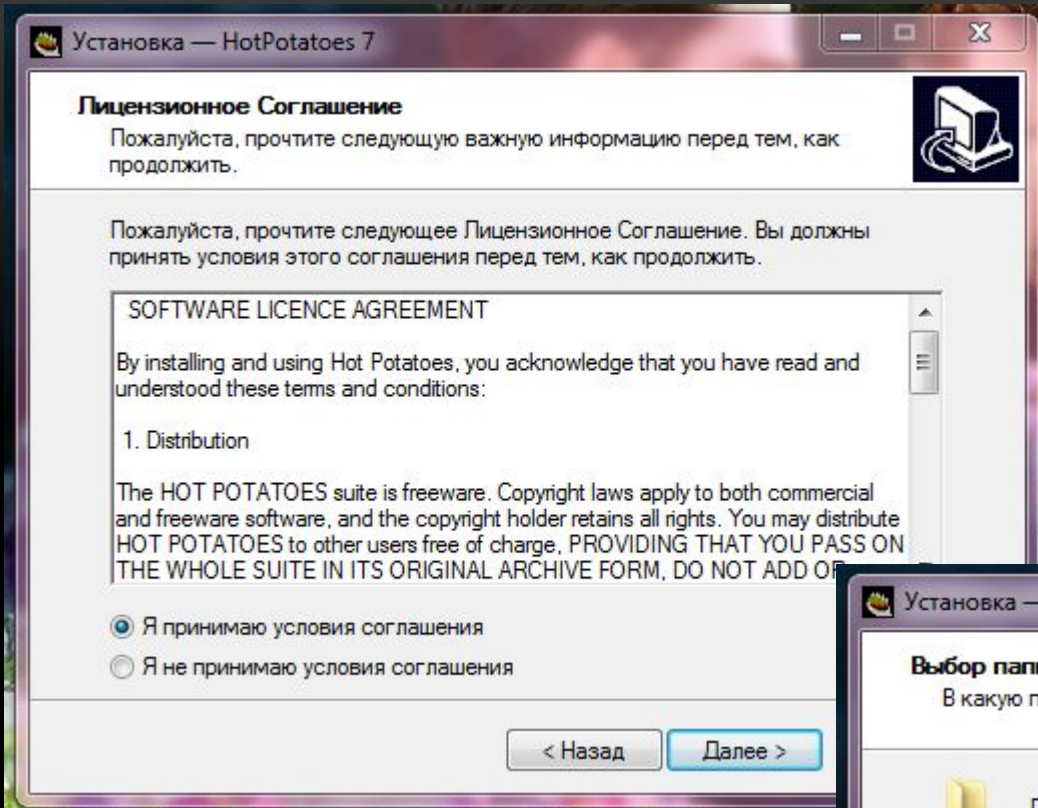 Установка — HotPotatoes 7
Лицензионное Соглашение
Пожалуйста, прочтите следующую важную информацию перед тем, как
продолжить.
Пожалуйста, прочтите следующее Лицензионное Соглашение. Вы должны
принять условия этого соглашения перед тем, как продолжить.
SOFTWARE LICENCE AGREEMENT
By installing and using Hot Potatoes, you acknowledge that you have read and
understood these terms and conditions:
1. Distribution
The HOT POTATOES suite is freeware. Copyright laws apply to both commercial
and freeware software, and the copyright holder retains all rights. You may distribute
HOT POTATOES to other users free of charge, PROVIDING THAT YOU PASS ON
THE WHOLE SUITE IN ITS ORIGINAL ARCHIVE FORM, DO NOT ADD OR
Я принимаю условия соглашения
Я не принимаю условия соглашения
< Назад
Далее >
Установка —
Выбор
В какую